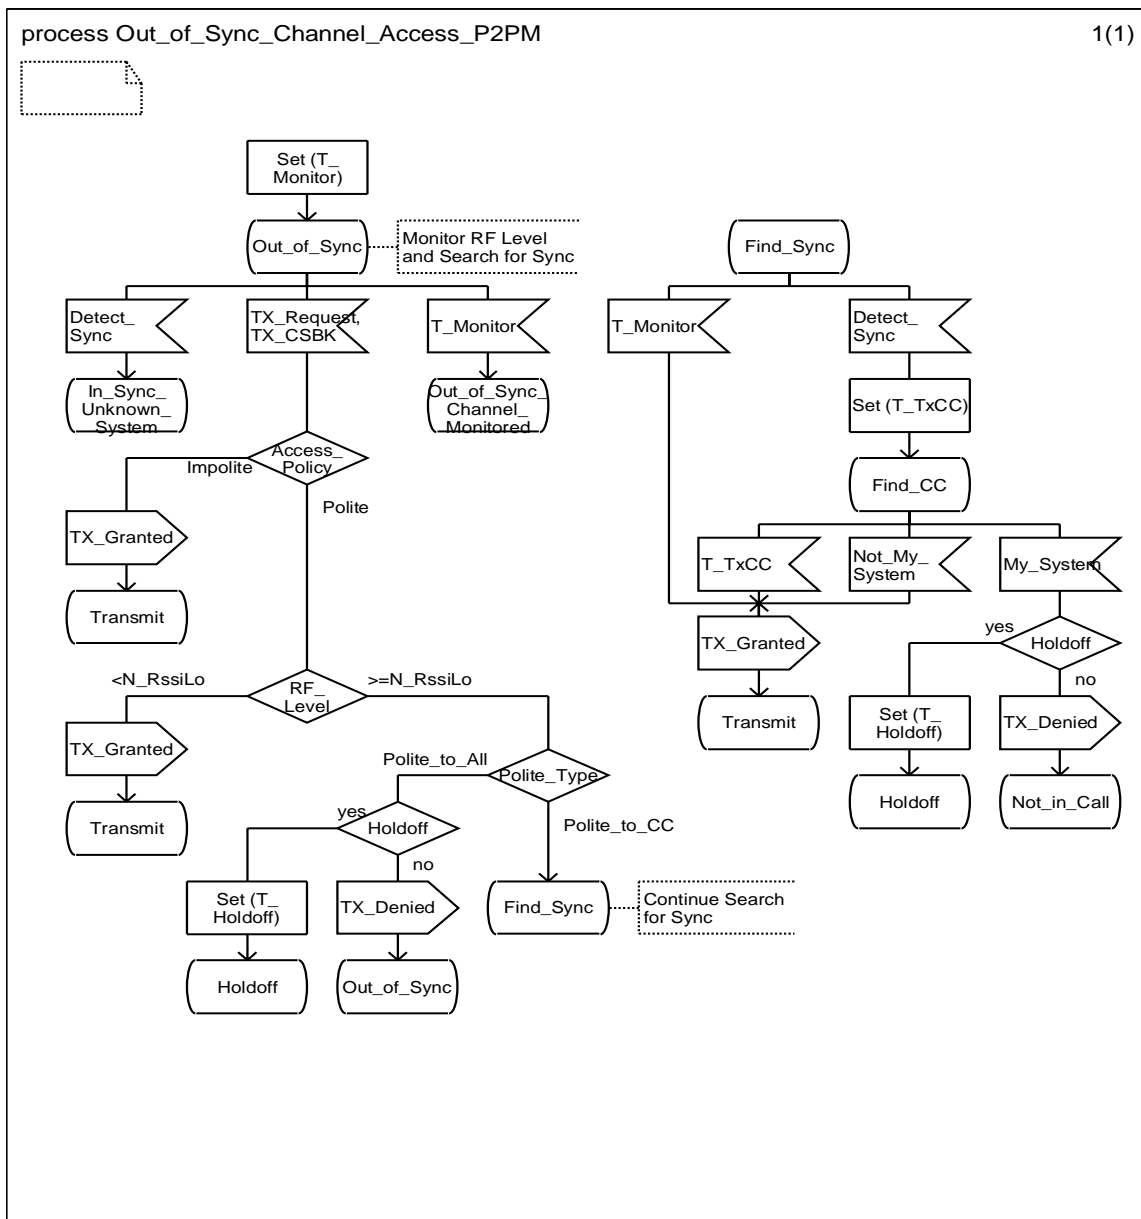 process Out_of_Sync_Channel_Access_P2PM
1(1)
Set (T_
Monitor)
Out_of_Sync
Monitor RF Level
and Search for Sync
Find_Sync
Detect_
Sync
TX_Request,
TX_CSBK
T_Monitor
T_Monitor
Detect_
Sync
In_Sync_
Unknown_
System
Out_of_Sync_
Channel_
Monitored
Set (T_TxCC)
Access_
Policy
Impolite
Polite
Find_CC
TX_Granted
T_TxCC
Not_My_
System
My_System
Transmit
TX_Granted
yes
Holdoff
no
<N_RssiLo
RF_
Level
>=N_RssiLo
Transmit
Set (T_
Holdoff)
TX_Denied
TX_Granted
Polite_to_All
Polite_Type
Holdoff
Not_in_Call
Transmit
yes
Holdoff
no
Polite_to_CC
Set (T_
Holdoff)
TX_Denied
Find_Sync
Continue Search
for Sync
Holdoff
Out_of_Sync